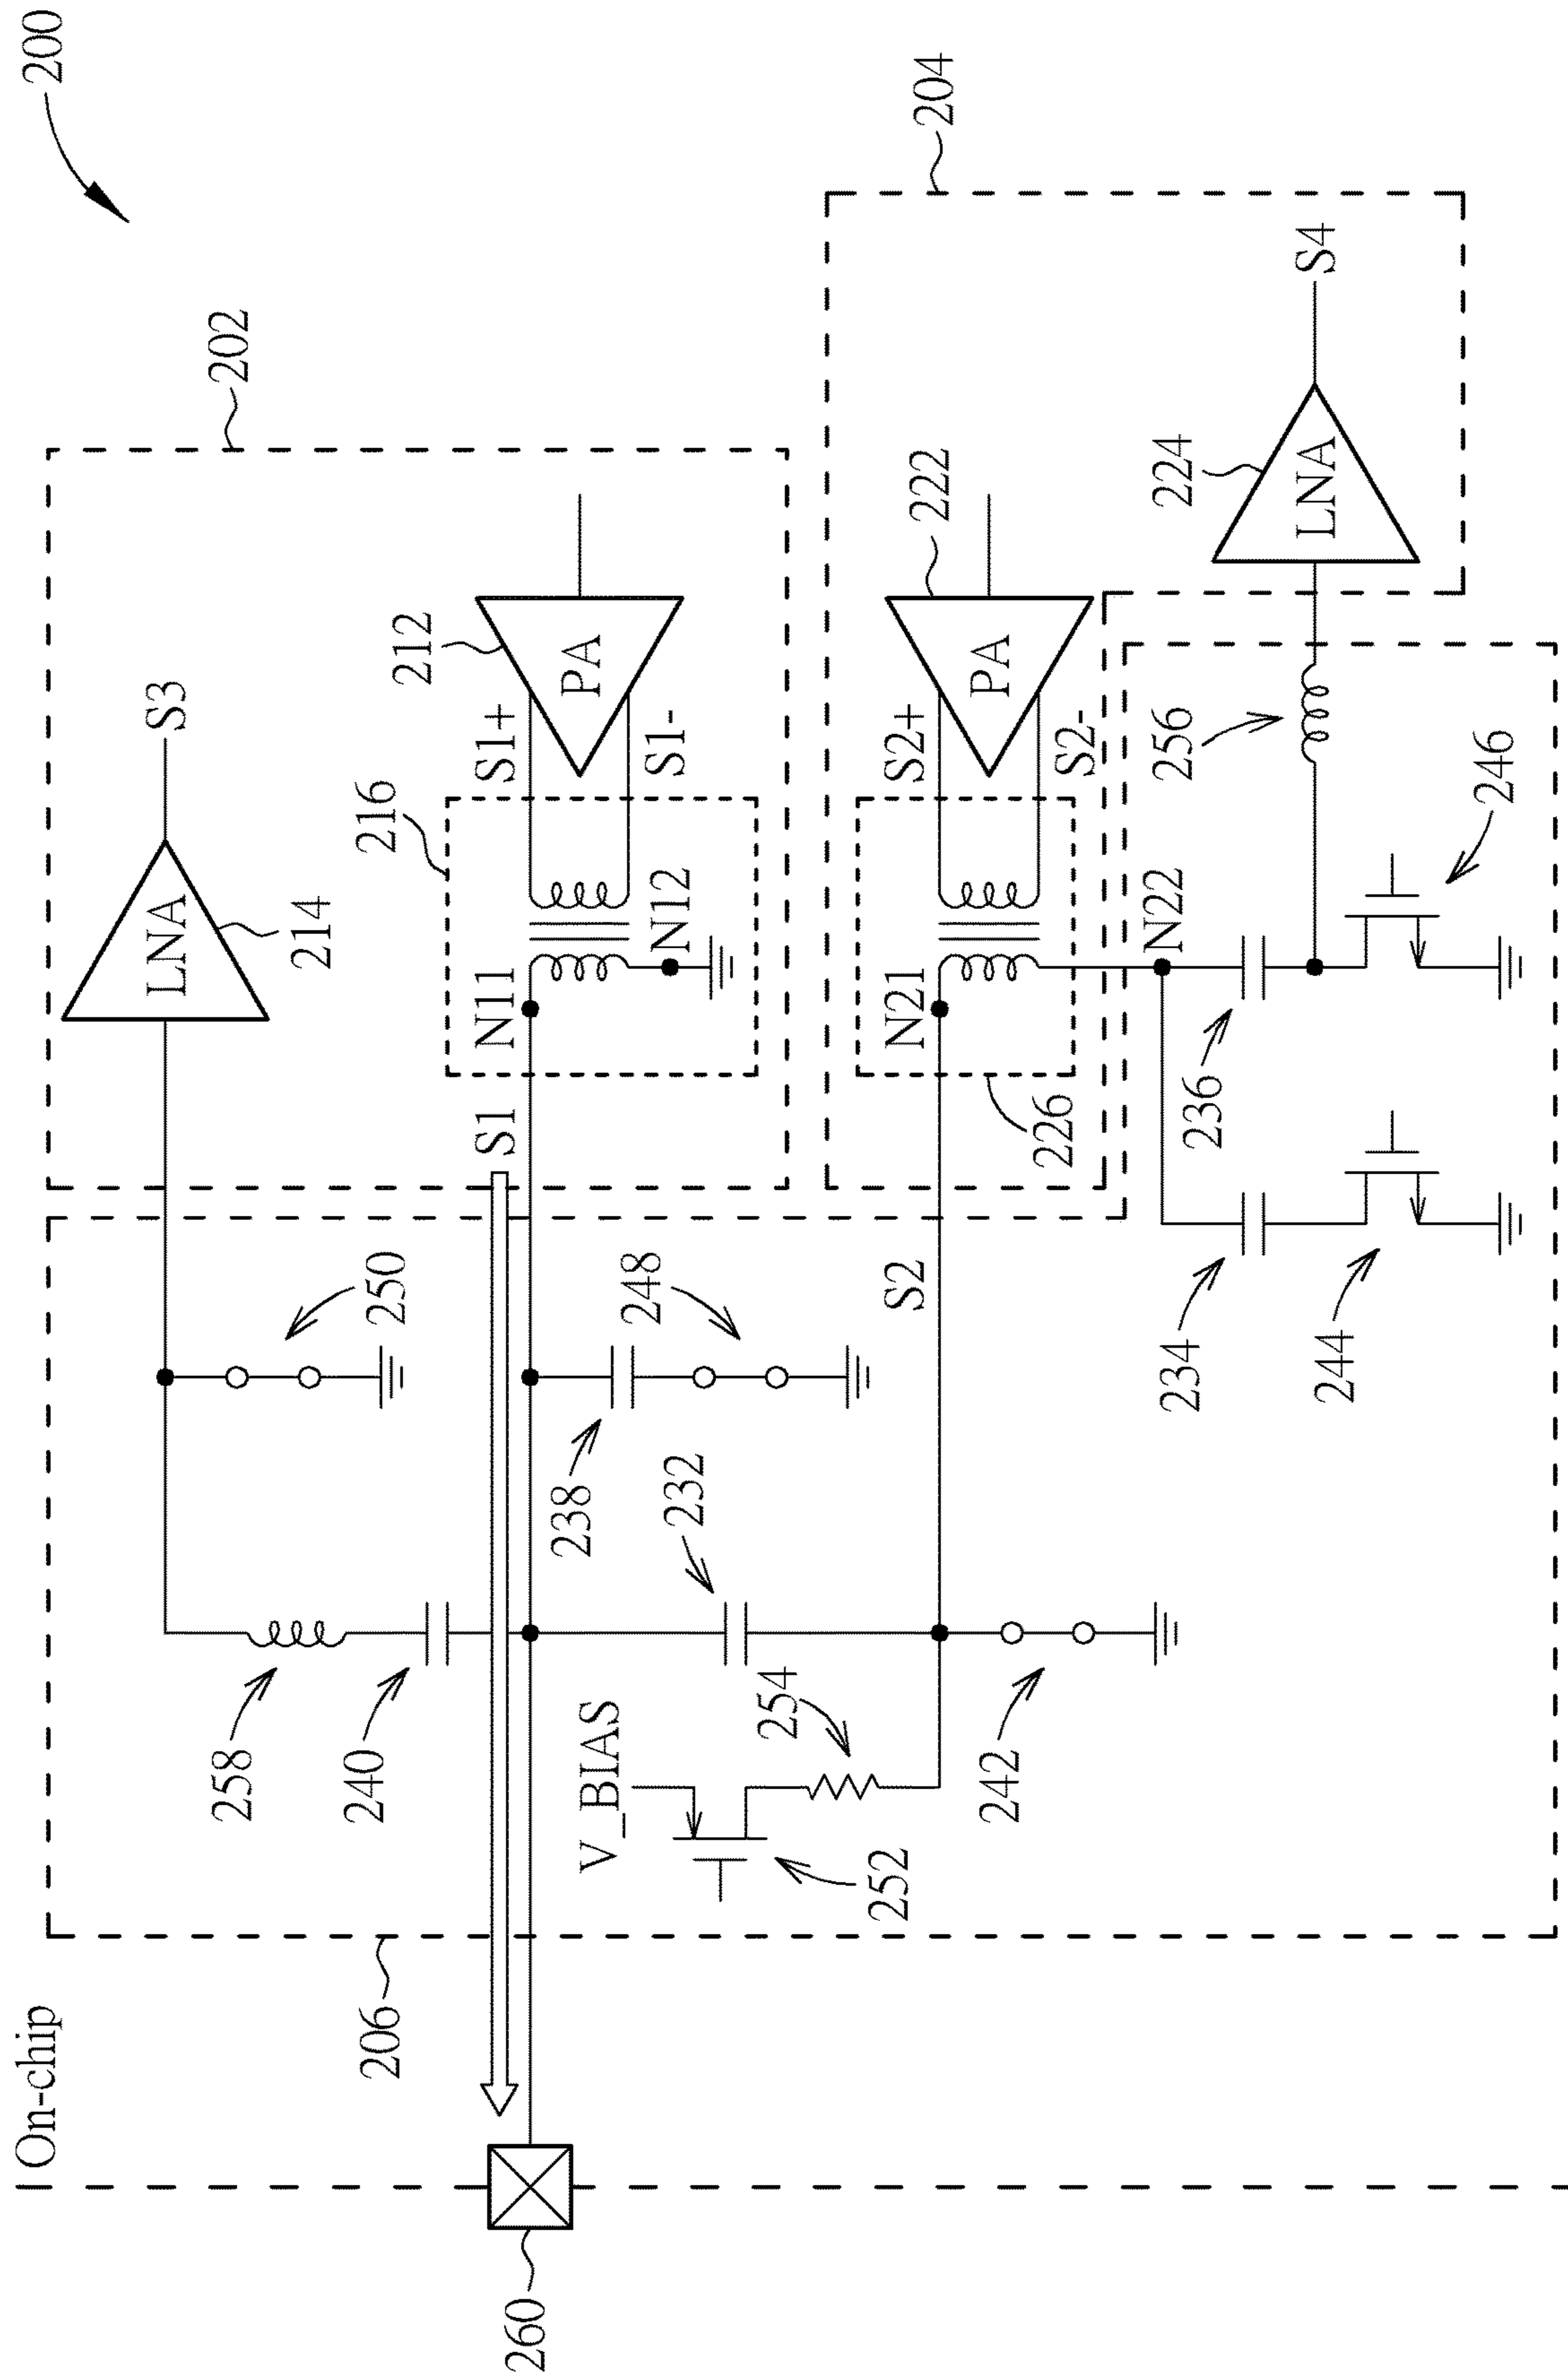 200
202
204
LNA
214
S3
216
212
PA
S1+
S1-
N11
N12
S1
222
PA
S2+
S2-
N21
226
N22
S2
LNA
224
S4
256
246
236
234
244
250
248
238
232
258
240
254
V_BIAS
252
242
206
On-chip
260